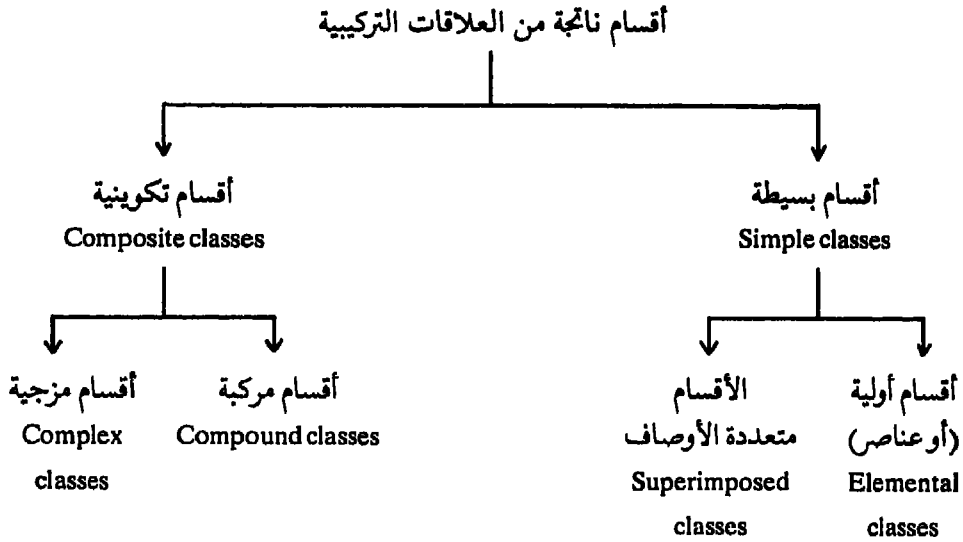 أقسام ناتجة من العلاقات التركيبية
أقسام بسيطة
Simple classes
أقسام تكوينية
Composite classes
أقسام أولية
(أو عناصر)
Elemental
classes
الأقسام
متعددة الأوصاف
Superimposed
classes
أقسام مركبة
Compound classes
أقسام مزجية
Complex
classes